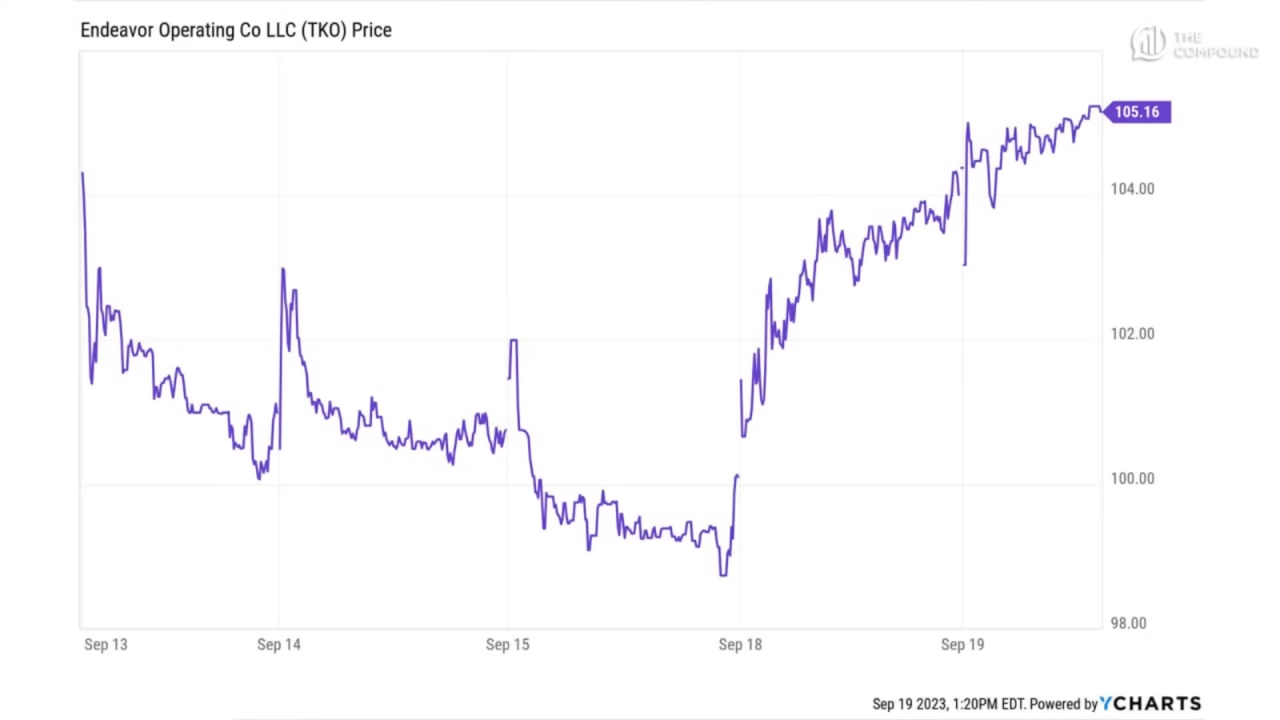 Endeavor Operating Co LLC (TKO) Price
THE
COMPOUND
105.16
104.00
102.00
100.00
98.00
Sep 13
Sep 14
Sep 15
Sep 18
Sep 19
Sep 19 2023, 1:20PM EDT. Powered by YCHARTS